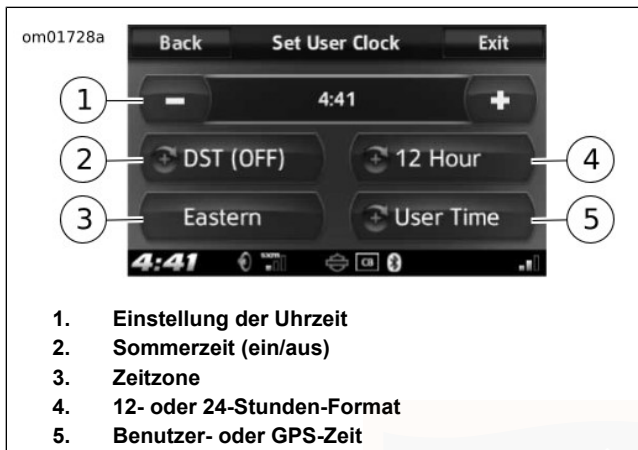 om01728a
Back Set User Clock Exit
1 − 4:41 +
2 DST (OFF) 12 Hour 4
3 Eastern User Time 5
4:41 sxm CB
1. Einstellung der Uhrzeit
2. Sommerzeit (ein/aus)
3. Zeitzone
4. 12- oder 24-Stunden-Format
5. Benutzer- oder GPS-Zeit